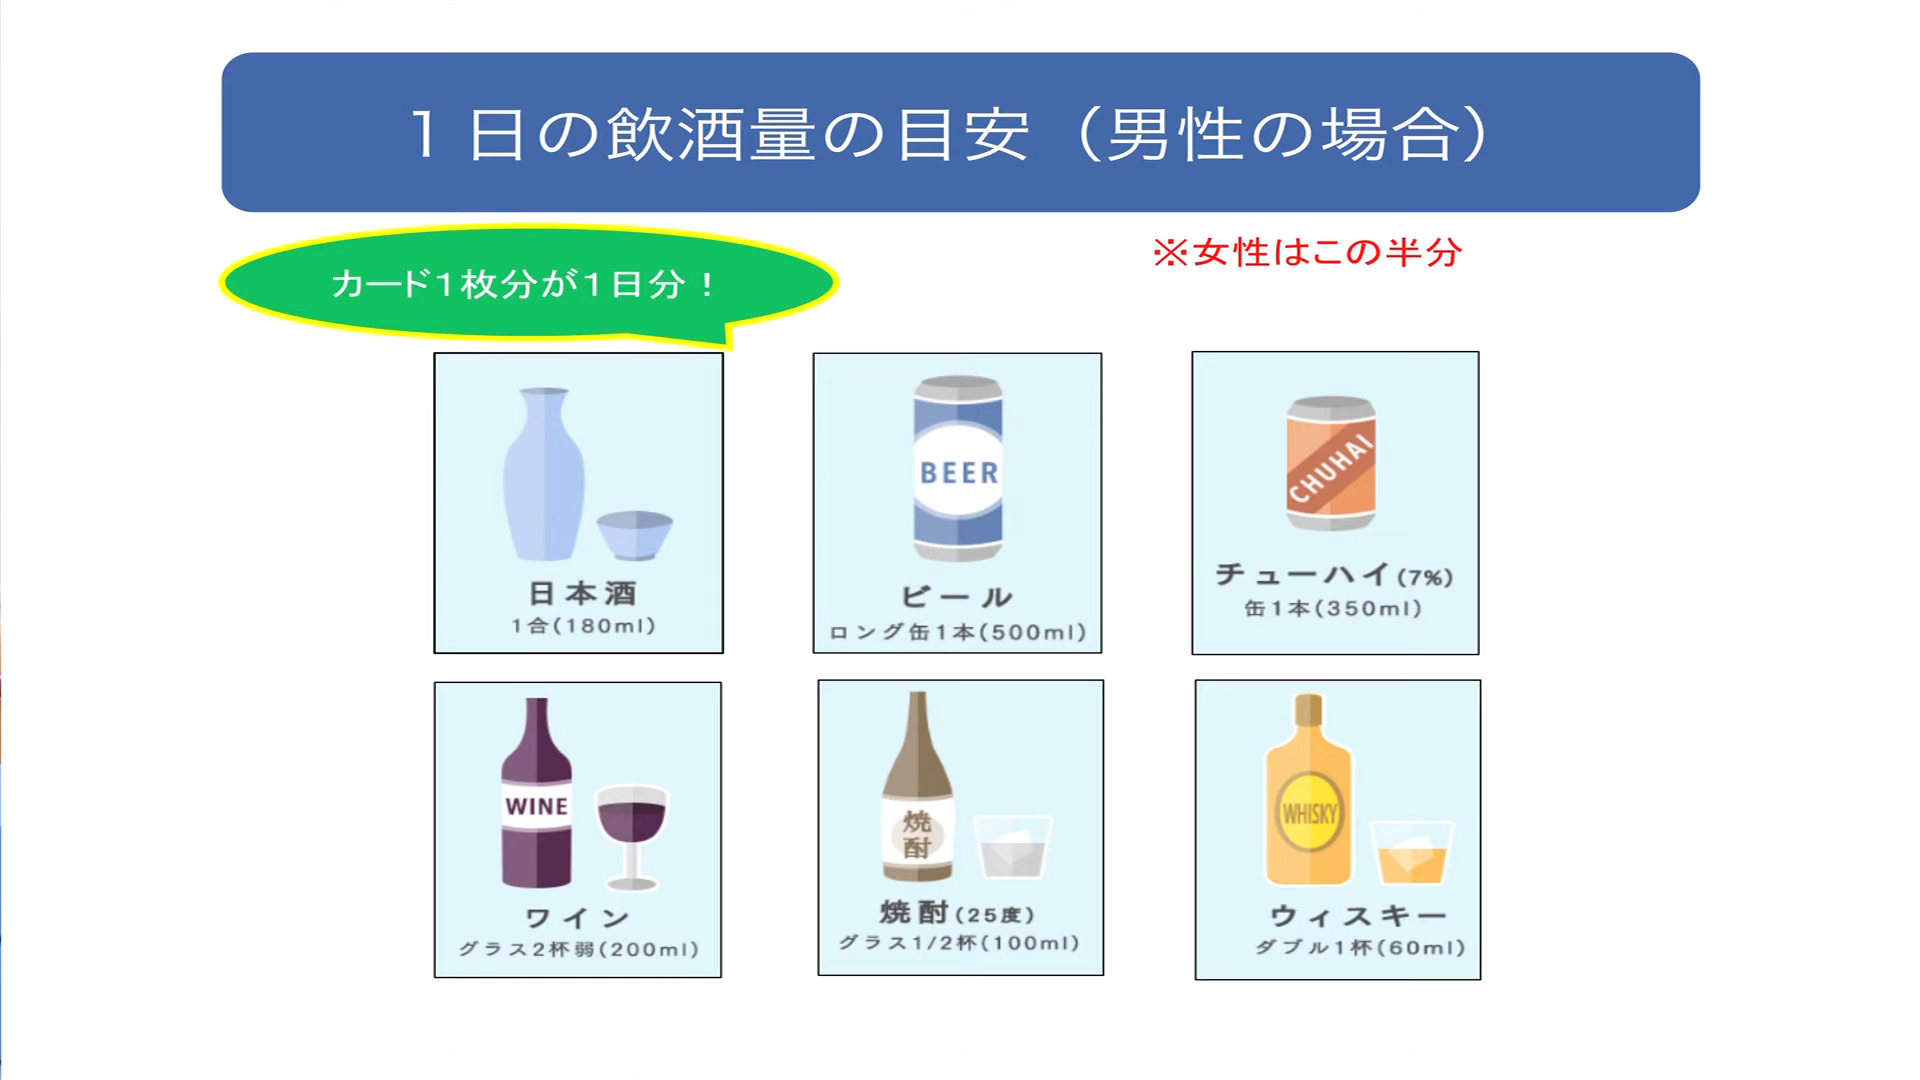 １日の飲酒量の目安（男性の場合）
※女性はこの半分
カード１枚分が１日分！
BEER
CHUHAI
日本酒
1合(180ml)
ビール
ロング缶1本(500ml)
チューハイ(7%)
缶1本(350ml)
WINE
焼
酎
WHISKY
ワイン
グラス2杯弱(200ml)
焼酎(25度)
グラス1/2杯(100ml)
ウィスキー
ダブル1杯(60ml)